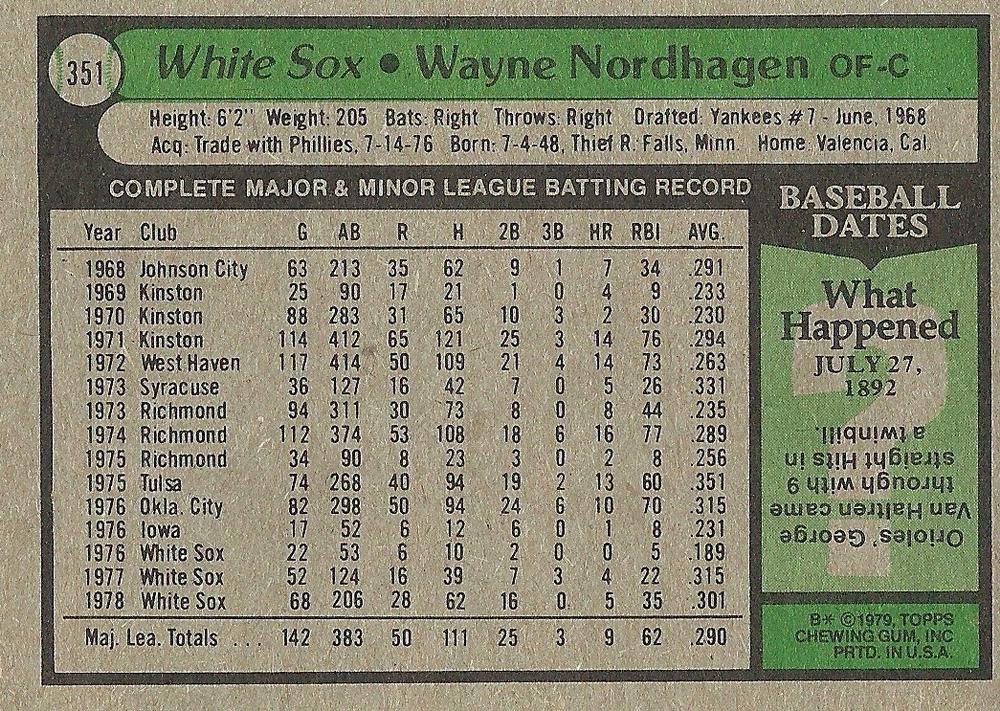 351 White Sox • Wayne Nordhagen OF-C
Height: 6'2" Weight: 205 Bats: Right Throws: Right Drafted: Yankees #7 - June, 1968
Acq: Trade with Phillies, 7-14-76 Born: 7-4-48, Thief R. Falls, Minn. Home: Valencia, Cal.
COMPLETE MAJOR & MINOR LEAGUE BATTING RECORD
Year Club G AB R H 2B 3B HR RBI AVG.
1968 Johnson City 63 213 35 62 9 1 7 34 .291
1969 Kinston 25 90 17 21 1 0 4 9 .233
1970 Kinston 88 283 31 65 10 3 2 30 .230
1971 Kinston 114 412 65 121 25 3 14 76 .294
1972 West Haven 117 414 50 109 21 4 14 73 .263
1973 Syracuse 36 127 16 42 7 0 5 26 .331
1973 Richmond 94 311 30 73 8 0 8 44 .235
1974 Richmond 112 374 53 108 18 6 16 77 .289
1975 Richmond 34 90 8 23 3 0 2 8 .256
1975 Tulsa 74 268 40 94 19 2 13 60 .351
1976 Okla. City 82 298 50 94 24 6 10 70 .315
1976 Iowa 17 52 6 12 6 0 1 8 .231
1976 White Sox 22 53 6 10 2 0 0 5 .189
1977 White Sox 52 124 16 39 7 3 4 22 .315
1978 White Sox 68 206 28 62 16 0 5 35 .301
Maj. Lea. Totals ... 142 383 50 111 25 3 9 62 .290
BASEBALL
DATES
What
Happened
JULY 27,
1892
Orioles' George
Van Haltren came
through with 9
straight Hits in
a twinbill.
B* ©1979, TOPPS
CHEWING GUM, INC
PRTD. IN U.S.A.